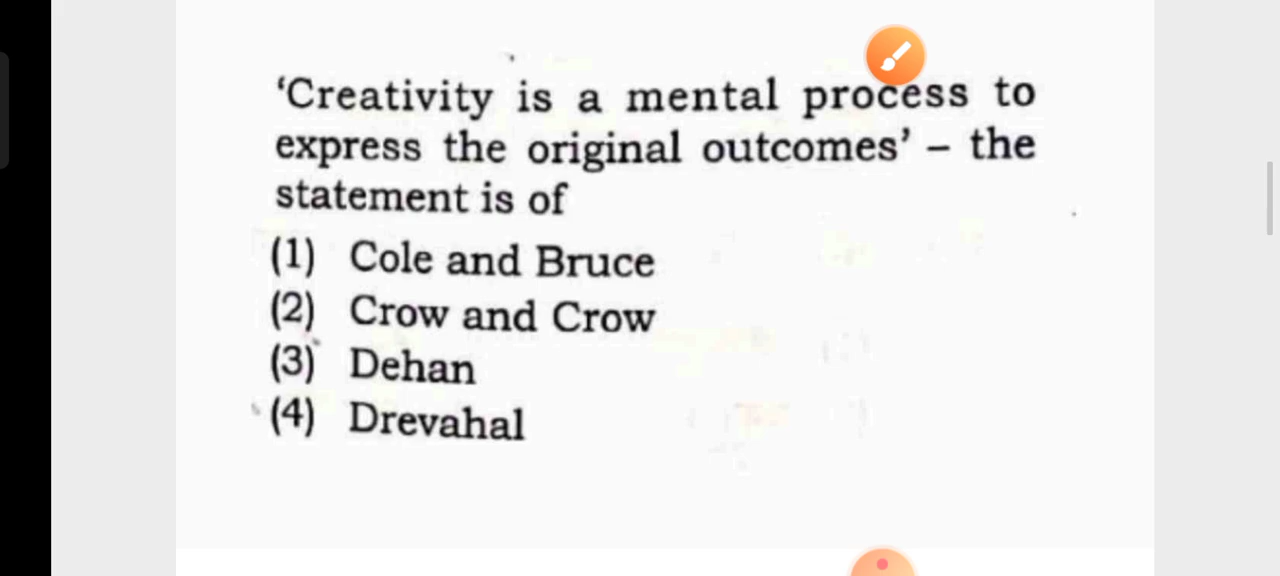 ‘Creativity is a mental process to
express the original outcomes’ – the
statement is of
(1) Cole and Bruce
(2) Crow and Crow
(3) Dehan
(4) Drevahal